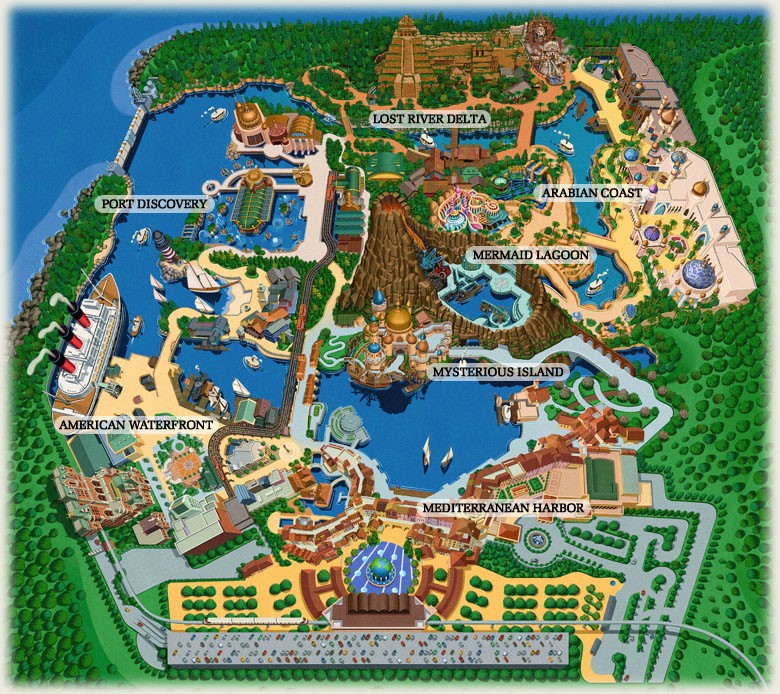 LOST RIVER DELTA
ARABIAN COAST
PORT DISCOVERY
MERMAID LAGOON
MYSTERIOUS ISLAND
AMERICAN WATERFRONT
MEDITERRANEAN HARBOR